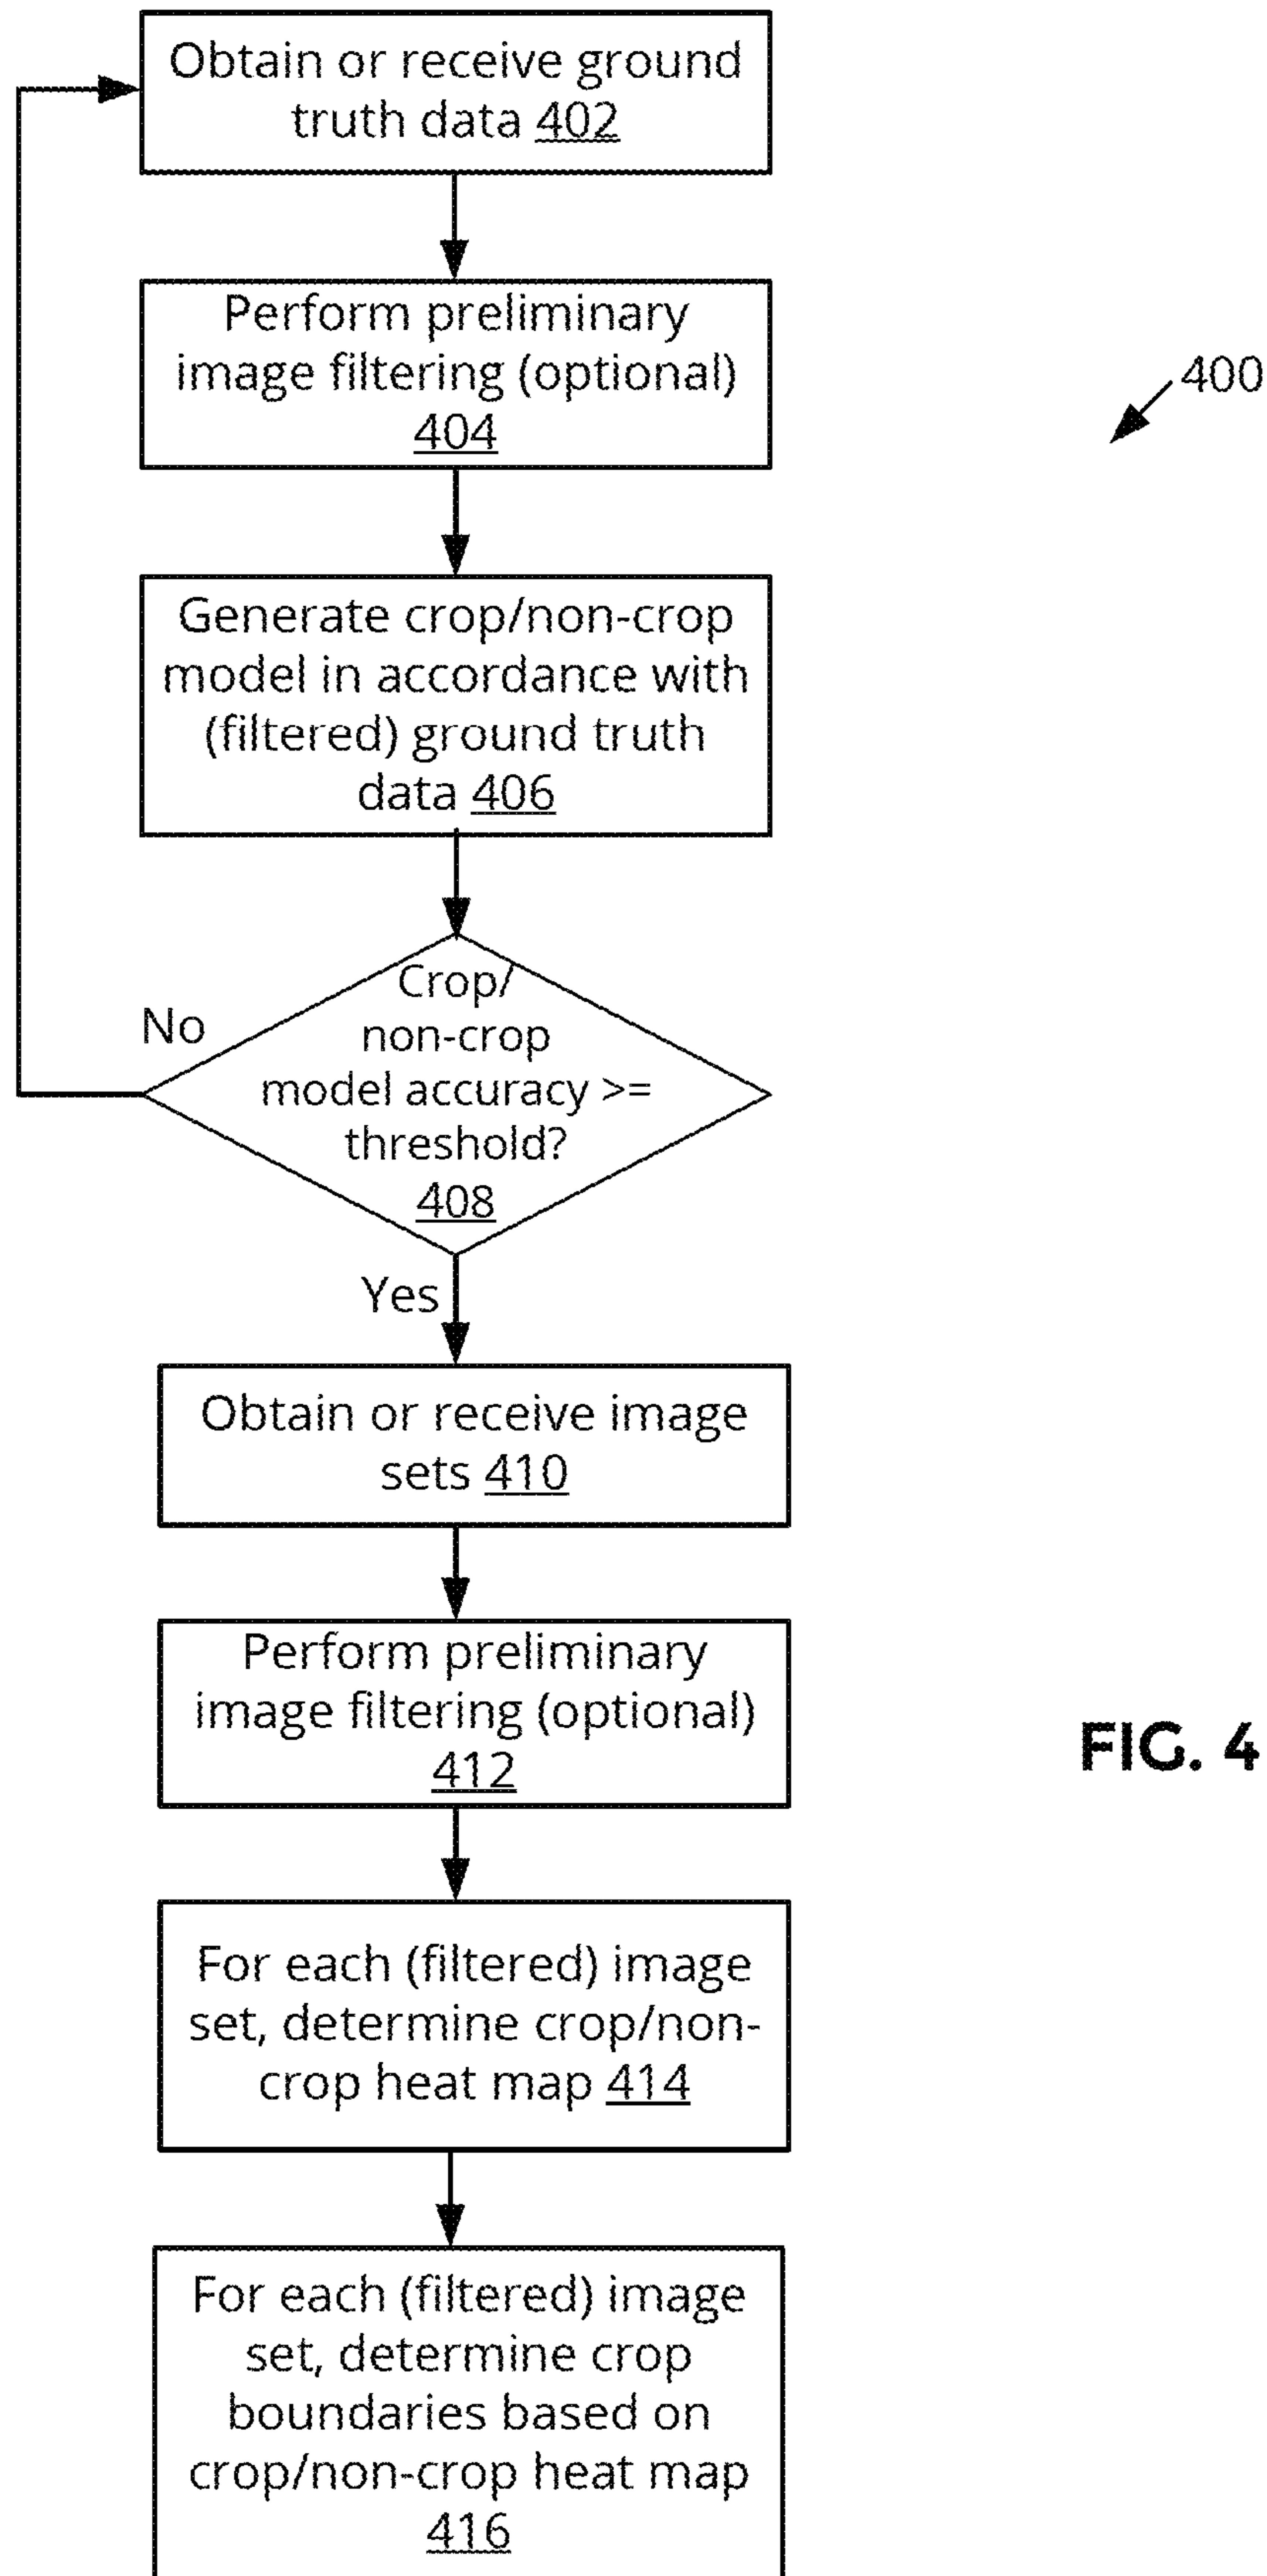 Obtain or receive ground
truth data 402
Perform preliminary
image filtering (optional)
404
400
Generate crop/non-crop
model in accordance with
(filtered) ground truth
data 406
No
Crop/
non-crop
model accuracy >=
threshold?
408
Yes
Obtain or receive image
sets 410
Perform preliminary
image filtering (optional)
412
FIG. 4
For each (filtered) image
set, determine crop/non-
crop heat map 414
For each (filtered) image
set, determine crop
boundaries based on
crop/non-crop heat map
416